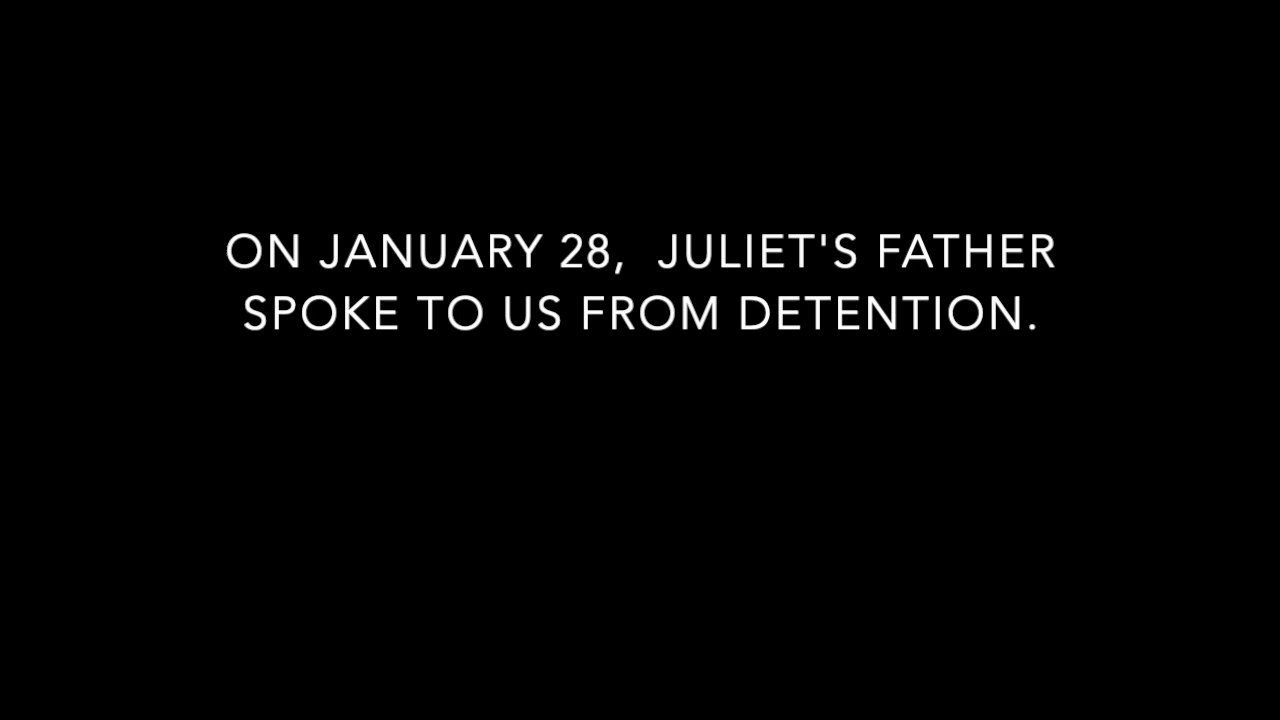 ON JANUARY 28,  JULIET'S FATHER
SPOKE TO US FROM DETENTION.